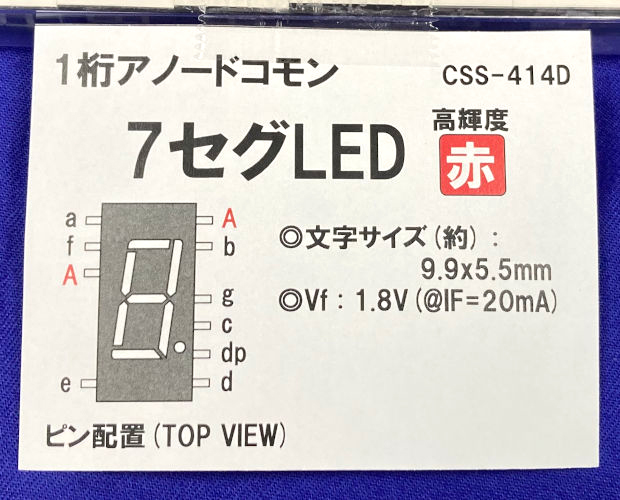 1桁アノードコモン CSS-414D
7セグLED 高輝度 赤
a A
f b
A
g
c
dp
e d
◎文字サイズ(約):
9.9x5.5mm
◎Vf:1.8V(@IF=20mA)
ピン配置(TOP VIEW)